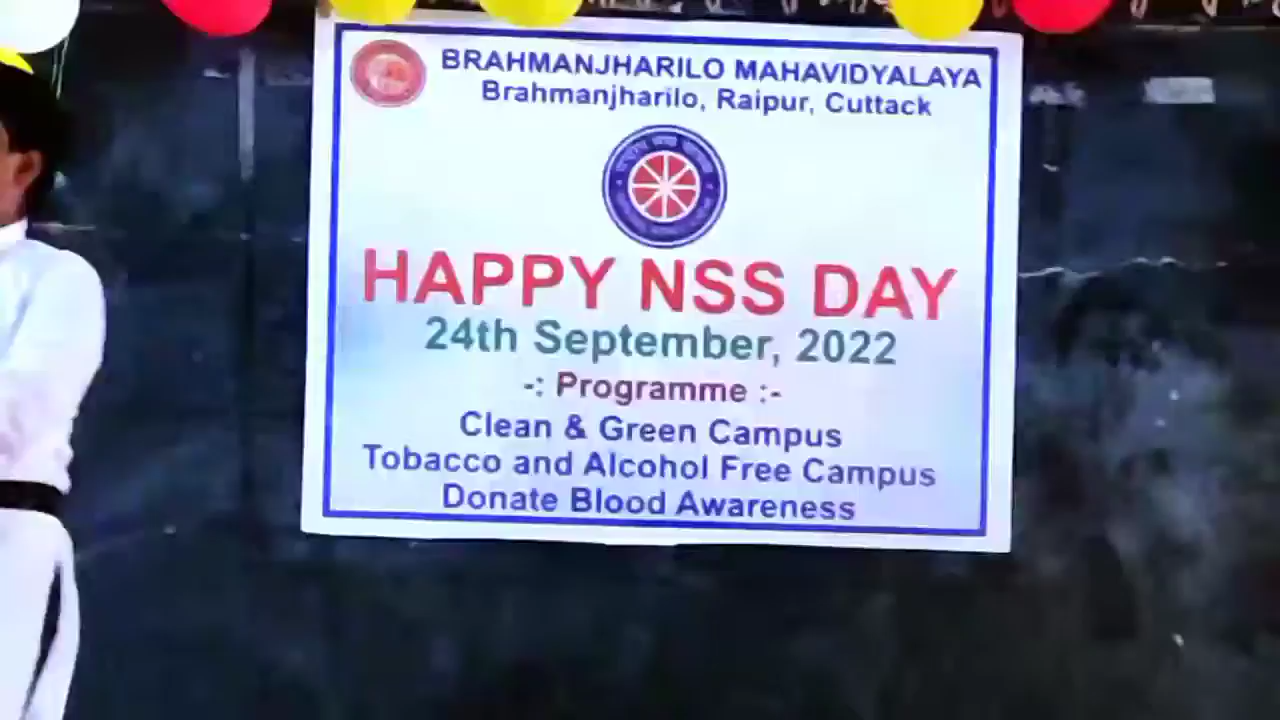 BRAHMANJHARILO MAHAVIDYALAYA
Brahmanjharilo, Raipur, Cuttack
HAPPY NSS DAY
24th September, 2022
-: Programme :-
Clean & Green Campus
Tobacco and Alcohol Free Campus
Donate Blood Awareness